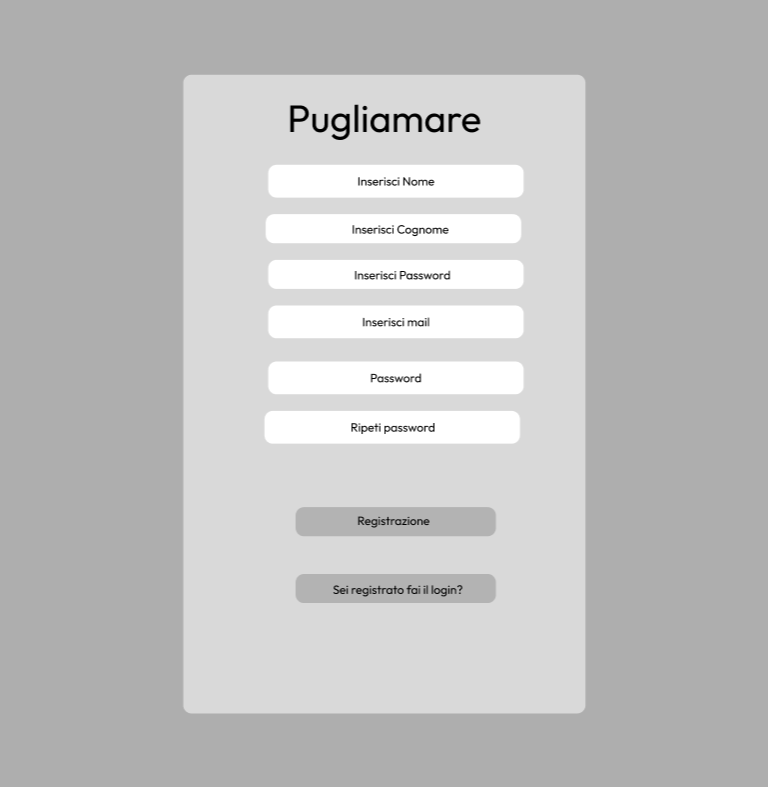 Pugliamare
Inserisci Nome
Inserisci Cognome
Inserisci Password
Inserisci mail
Password
Ripeti password
Registrazione
Sei registrato fai il login?